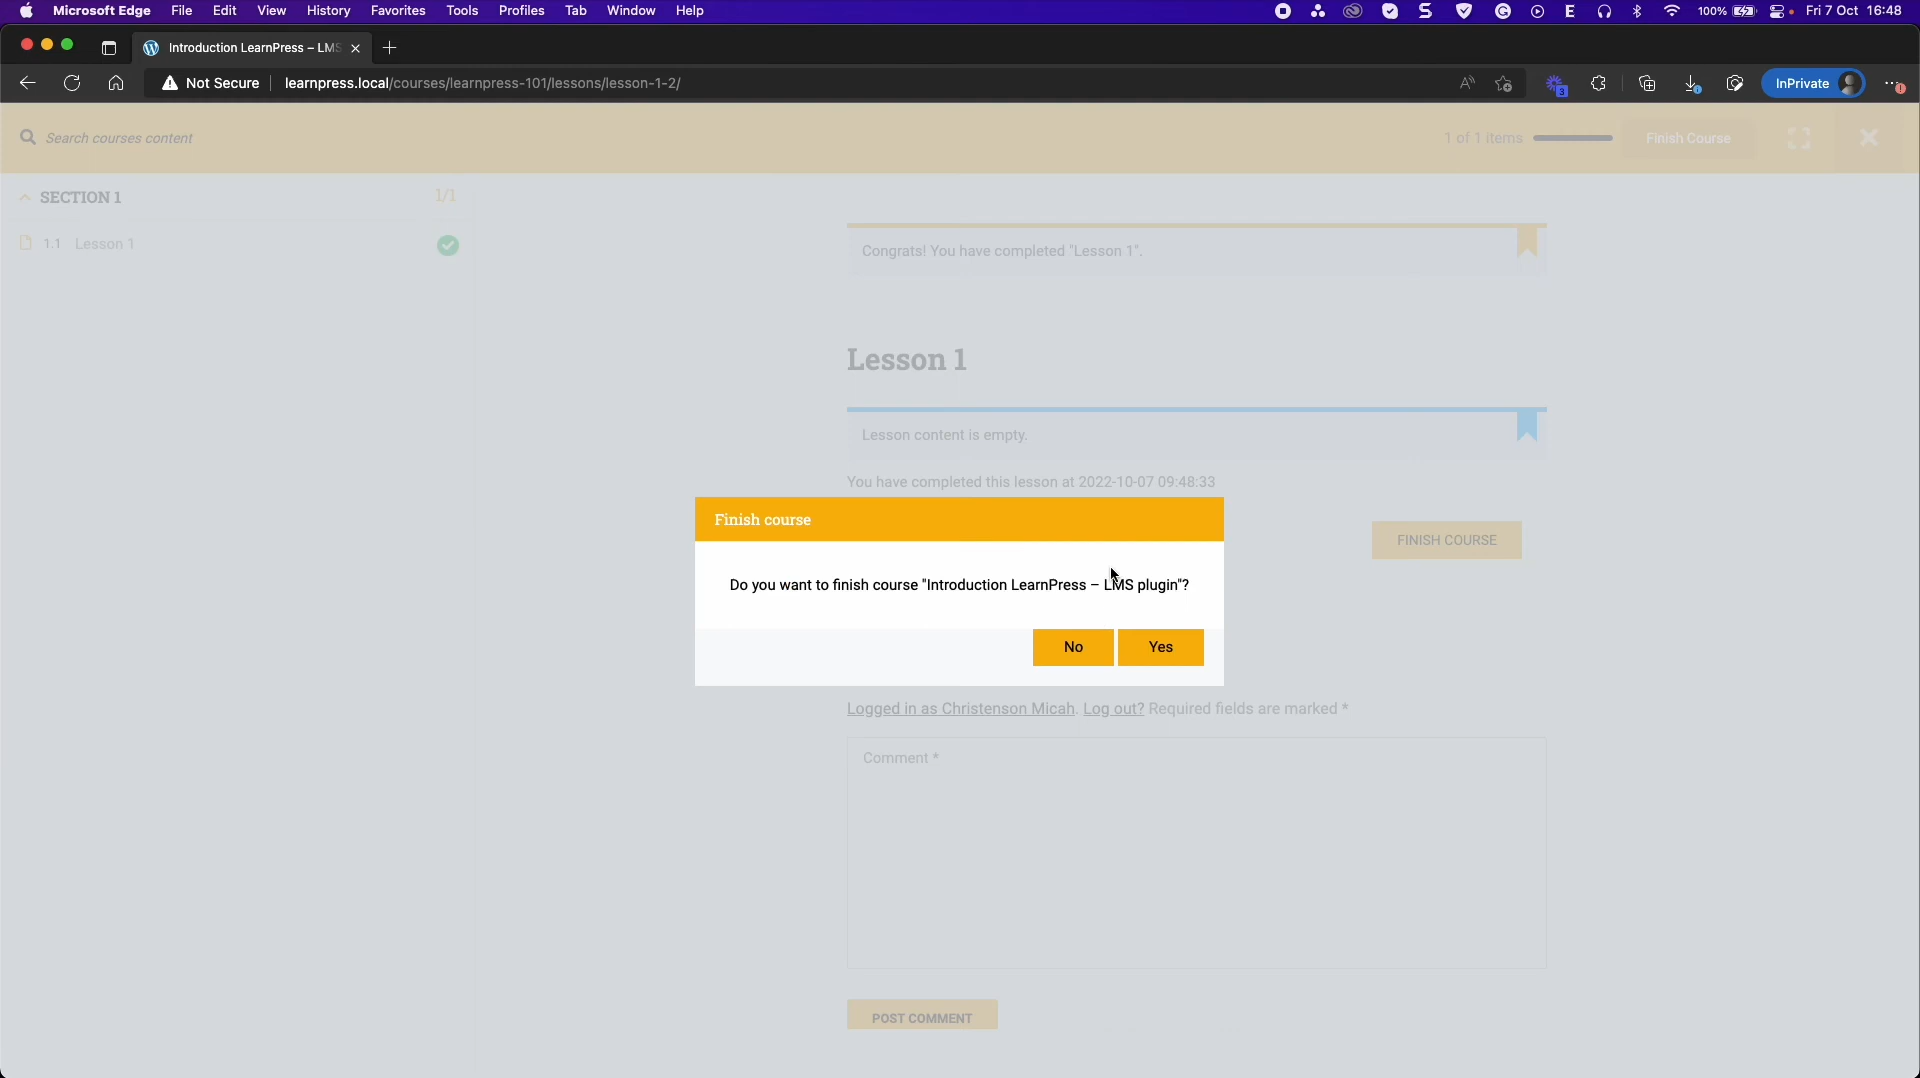 Microsoft Edge File Edit View History Favorites Tools Profiles Tab Window Help
100% Fri 7 Oct 16:48
Introduction LearnPress – LMS
Not Secure learnpress.local/courses/learnpress-101/lessons/lesson-1-2/
3
InPrivate
Search courses content
1 of 1 items
Finish Course
SECTION 1 1/1
1.1 Lesson 1
Congrats! You have completed "Lesson 1".
Lesson 1
Lesson content is empty.
You have completed this lesson at 2022-10-07 09:48:33
Finish course
FINISH COURSE
Do you want to finish course "Introduction LearnPress – LMS plugin"?
No Yes
Logged in as Christenson Micah. Log out? Required fields are marked *
Comment *
POST COMMENT